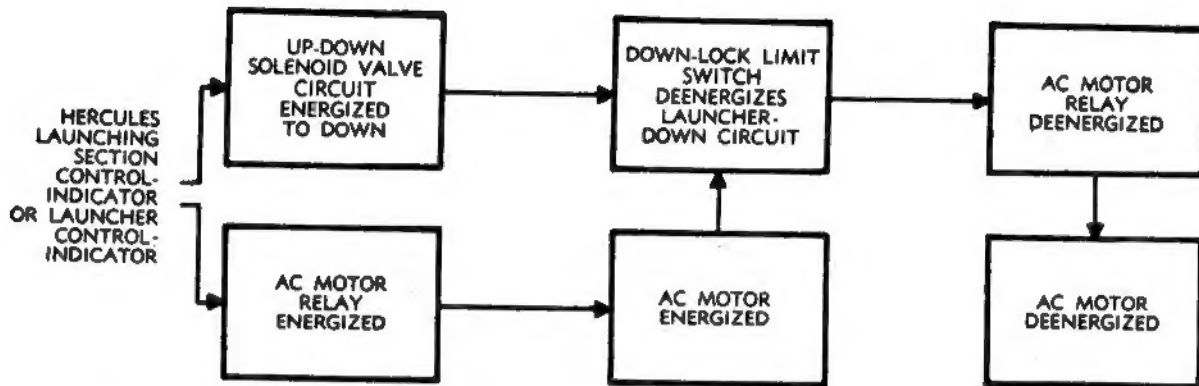 HERCULES
LAUNCHING
SECTION
CONTROL-
INDICATOR
OR LAUNCHER
CONTROL-
INDICATOR
UP-DOWN
SOLENOID VALVE
CIRCUIT
ENERGIZED
TO DOWN
DOWN-LOCK LIMIT
SWITCH
DEENERGIZES
LAUNCHER-
DOWN CIRCUIT
AC MOTOR
RELAY
DEENERGIZED
AC MOTOR
RELAY
ENERGIZED
AC MOTOR
ENERGIZED
AC MOTOR
DEENERGIZED